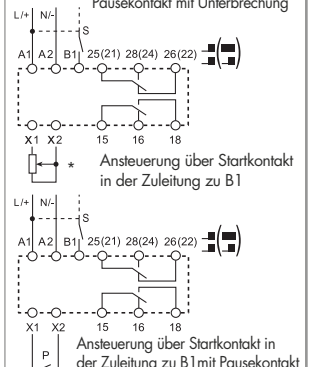 Pausekontakt mit Unterbrechung
L/+ N/-
S
A1 A2 B1 25(21) 28(24) 26(22)
X1 X2 15 16 18
*
Ansteuerung über Startkontakt
in der Zuleitung zu B1
L/+ N/-
S
A1 A2 B1 25(21) 28(24) 26(22)
X1 X2 15 16 18
P
Ansteuerung über Startkontakt in
der Zuleitung zu B1mit Pausekontakt